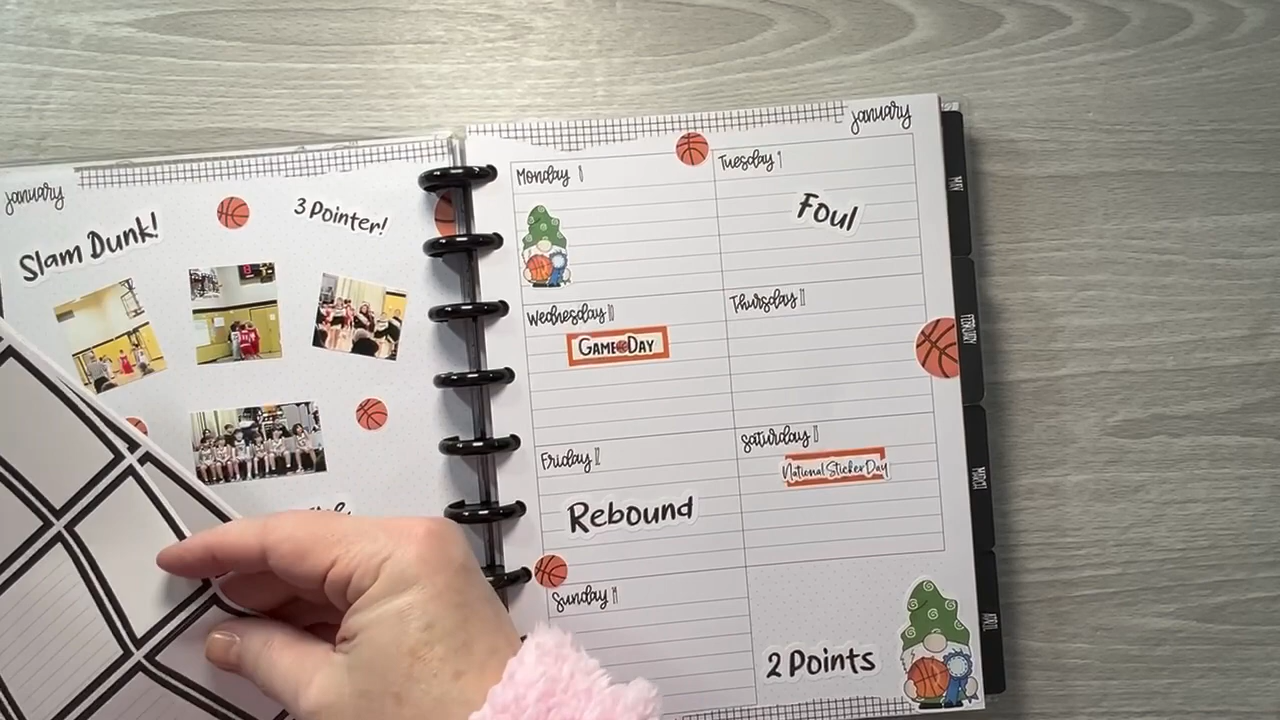 january
Slam Dunk!
3 Pointer!
january
Monday
Tuesday
Foul
Wednesday
Thursday
Game Day
Friday
Saturday
National Sticker Day
Rebound
Sunday
2 Points
MAY
FEBRUARY
MARCH
APRIL